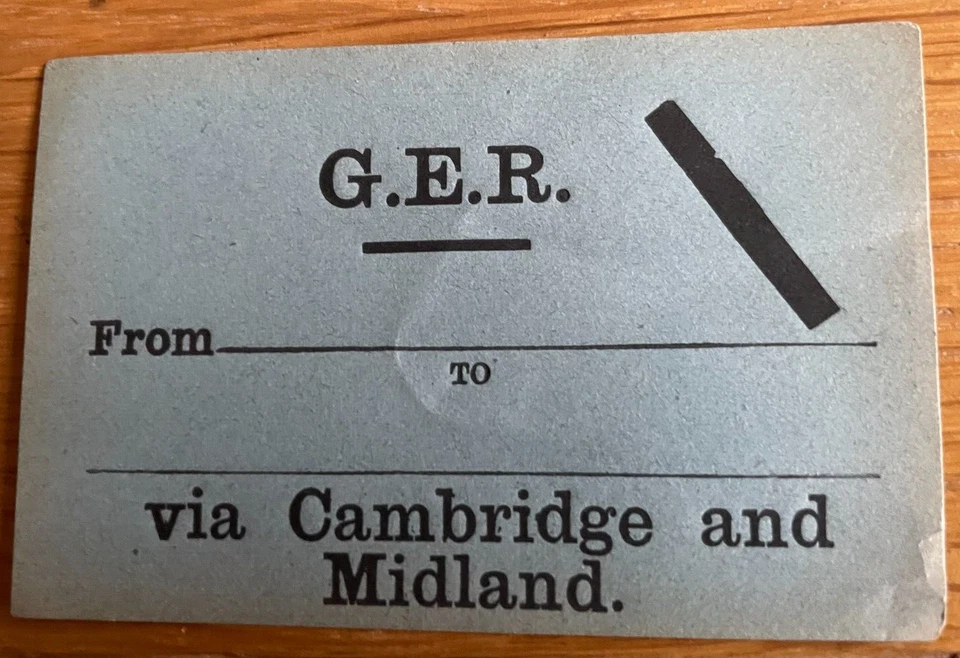 G.E.R.
From
TO
via Cambridge and
Midland.